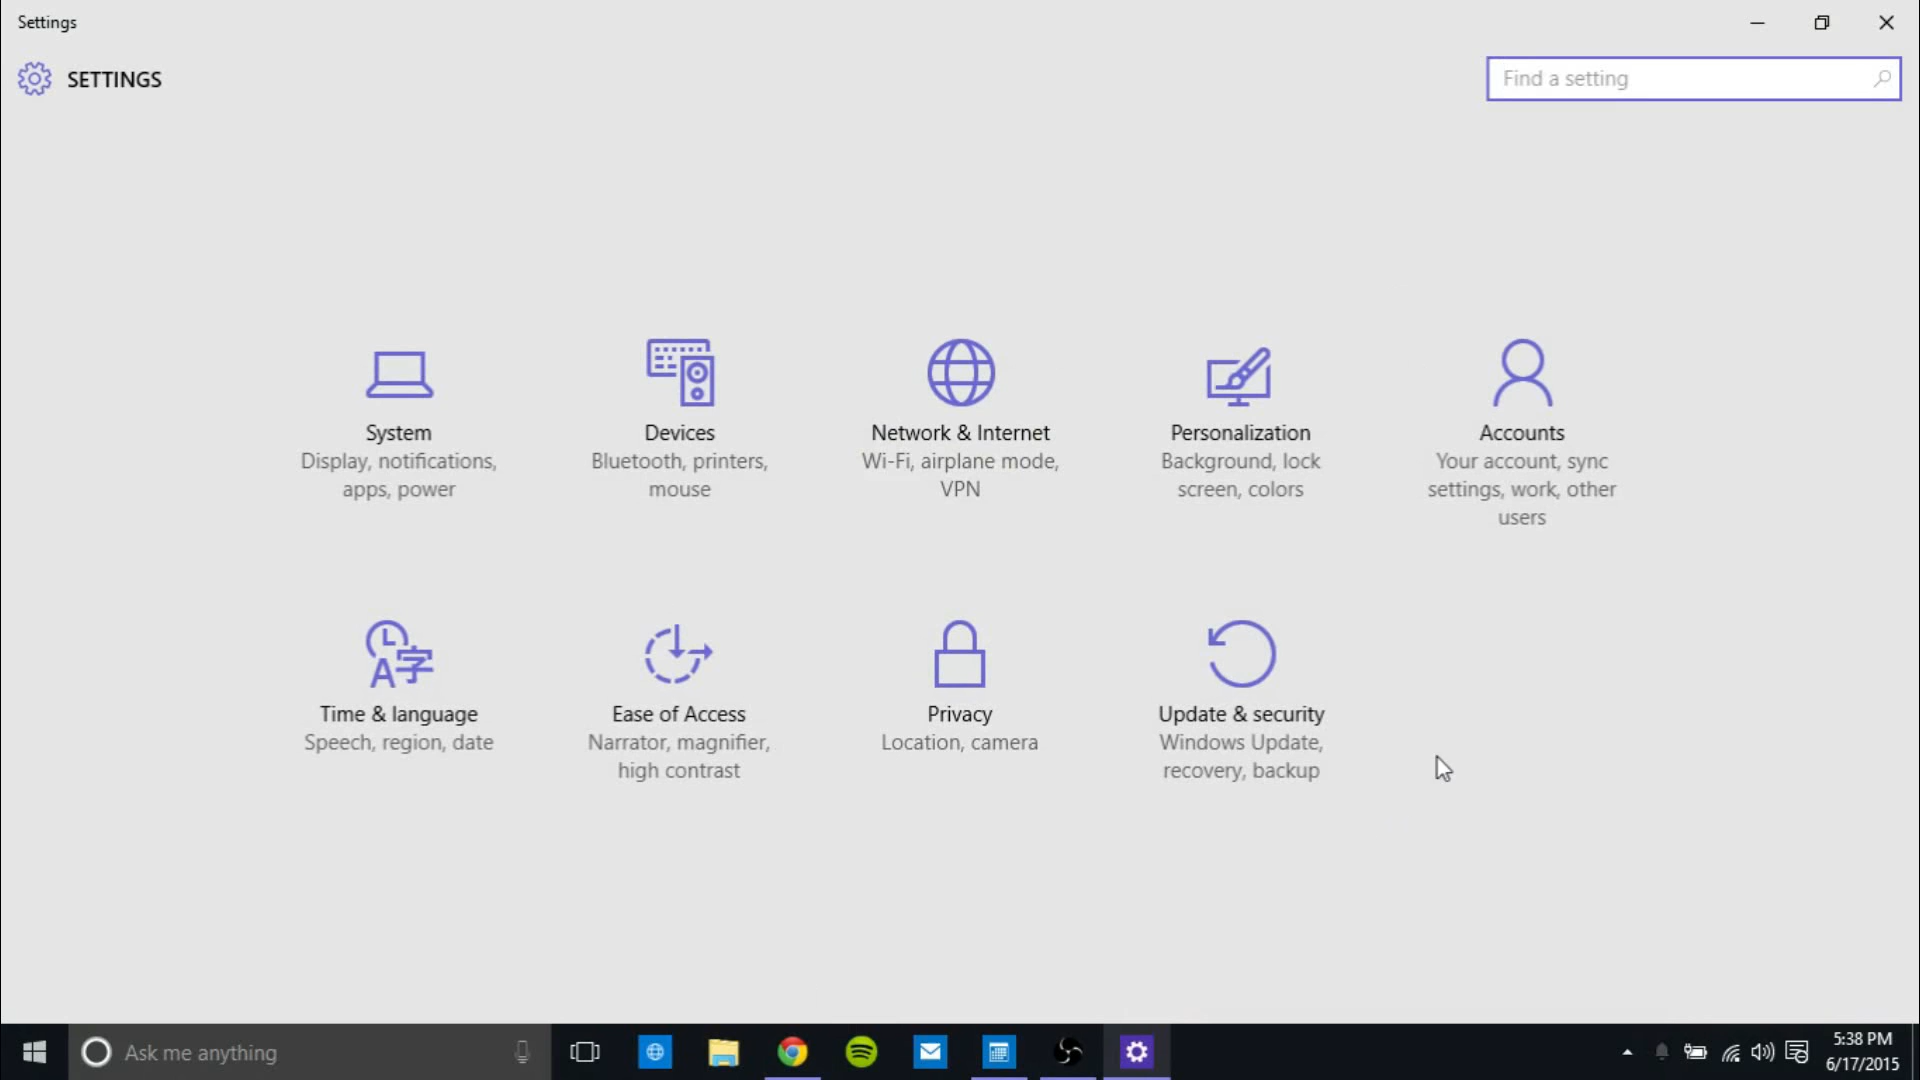 Settings
SETTINGS
Find a setting
System
Display, notifications,
apps, power
Devices
Bluetooth, printers,
mouse
Network & Internet
Wi-Fi, airplane mode,
VPN
Personalization
Background, lock
screen, colors
Accounts
Your account, sync
settings, work, other
users
Time & language
Speech, region, date
Ease of Access
Narrator, magnifier,
high contrast
Privacy
Location, camera
Update & security
Windows Update,
recovery, backup
Ask me anything
5:38 PM
6/17/2015